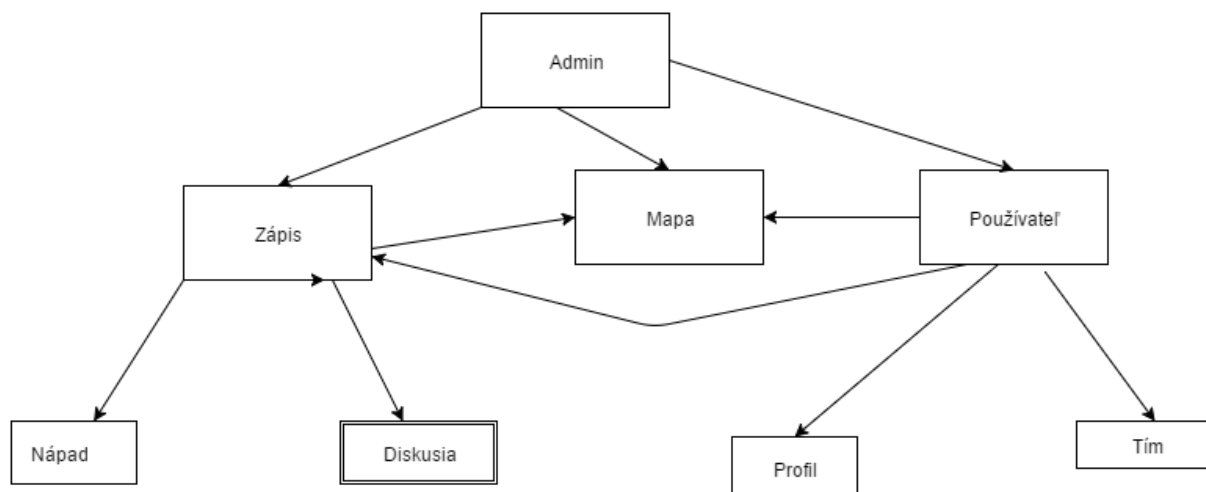 Admin
Zápis
Mapa
Používateľ
Nápad
Diskusia
Profil
Tím